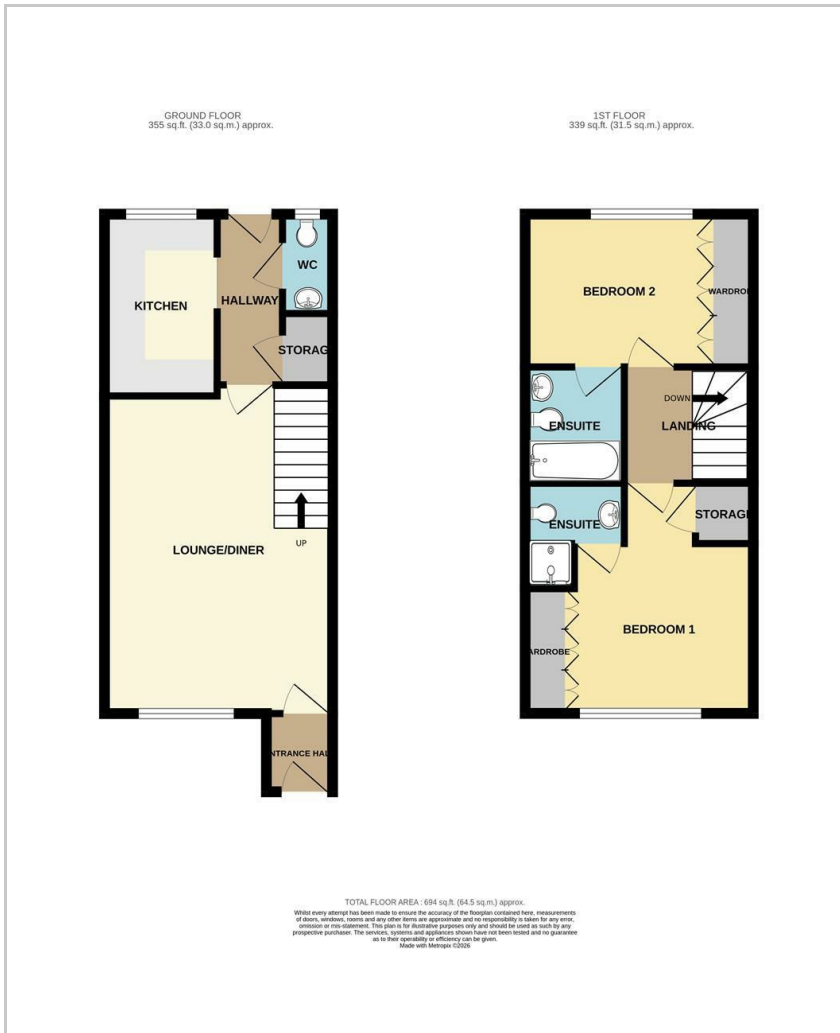 GROUND FLOOR
355 sq.ft. (33.0 sq.m.) approx.
KITCHEN
HALLWAY
WC
STORAG
LOUNGE/DINER
UP
NTRANCE HAL
1ST FLOOR
339 sq.ft. (31.5 sq.m.) approx.
BEDROOM 2
WARDROB
DOWN
LANDING
ENSUITE
ENSUITE
STORAGE
BEDROOM 1
ARDROBE
TOTAL FLOOR AREA : 694 sq.ft. (64.5 sq.m.) approx.
Whilst every attempt has been made to ensure the accuracy of the floorplan contained here, measurements
of doors, windows, rooms and any other items are approximate and no responsibility is taken for any error,
omission or mis-statement. This plan is for illustrative purposes only and should be used as such by any
prospective purchaser. The services, systems and appliances shown have not been tested and no guarantee
as to their operability or efficiency can be given.
Made with Metropix ©2026